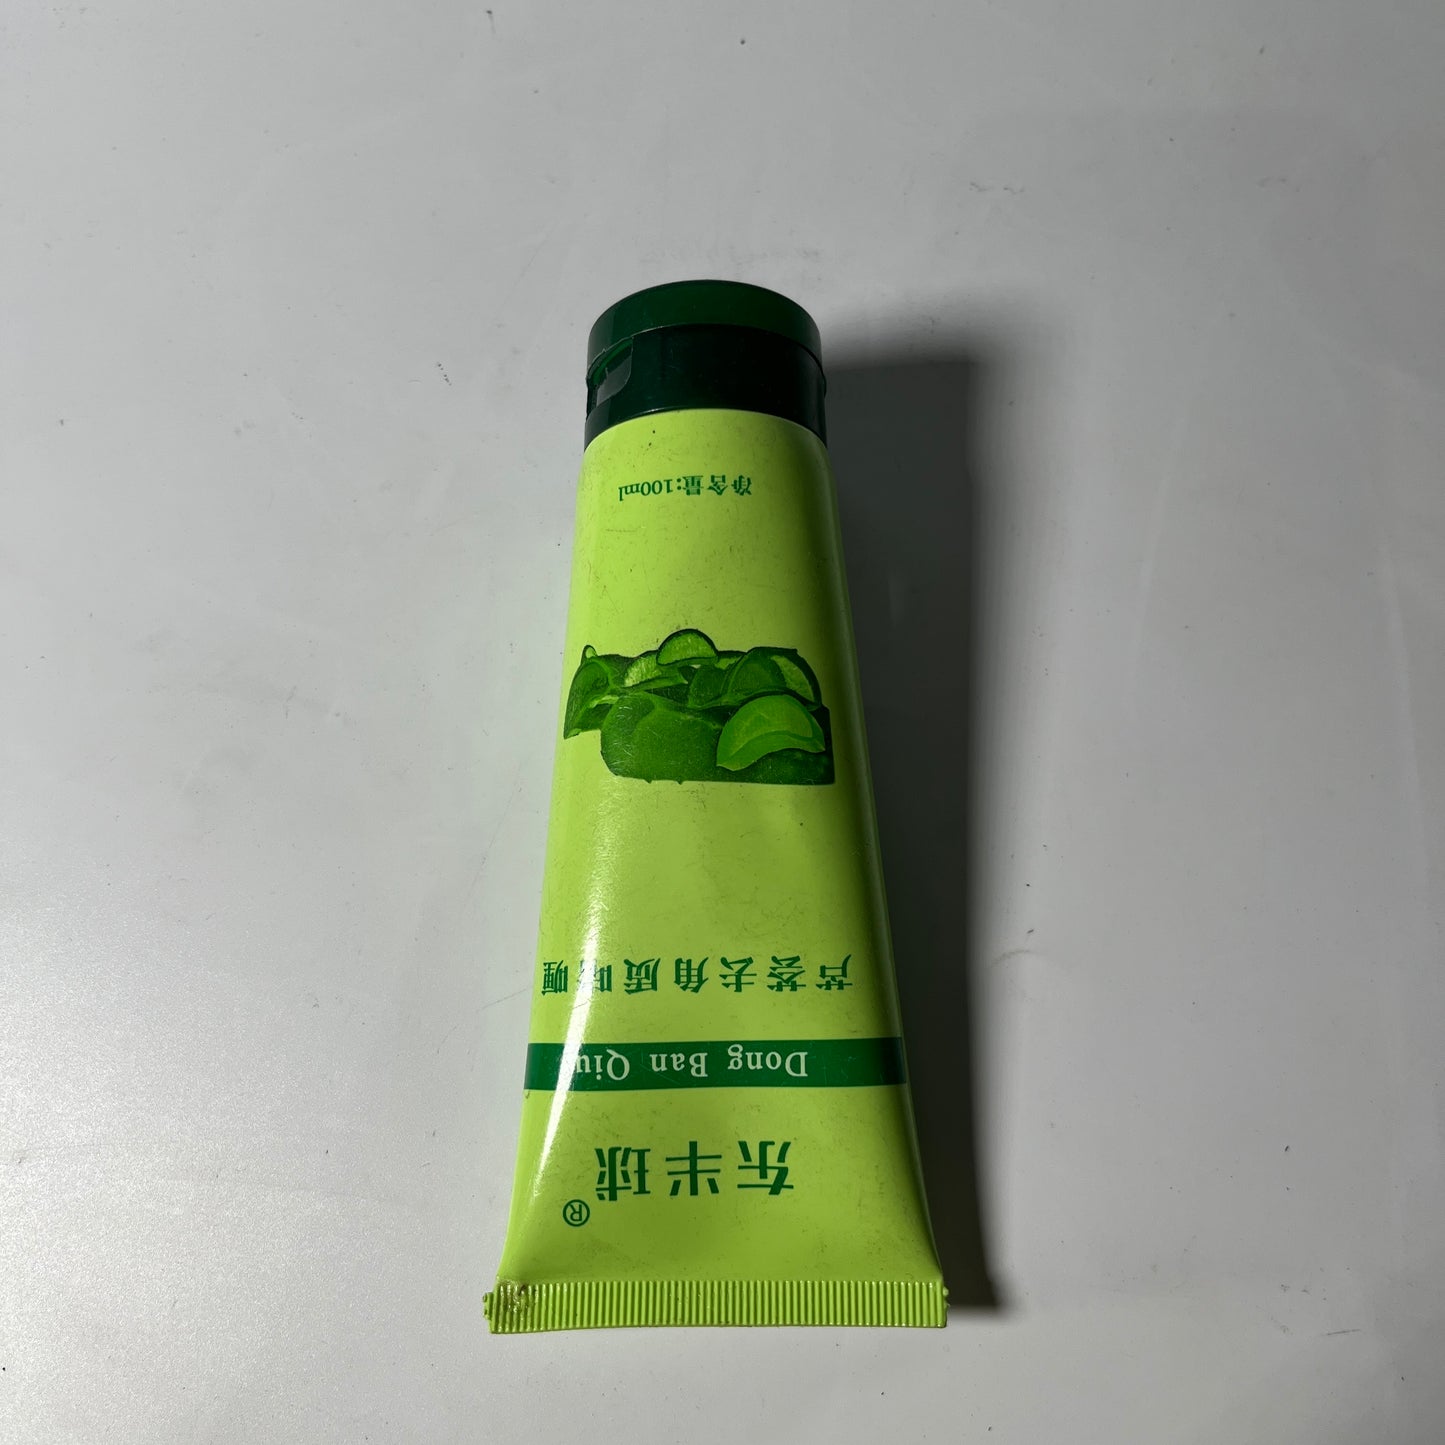 东半球®
Dong Ban Qiu
芦荟去角质啫喱
净含量:100ml